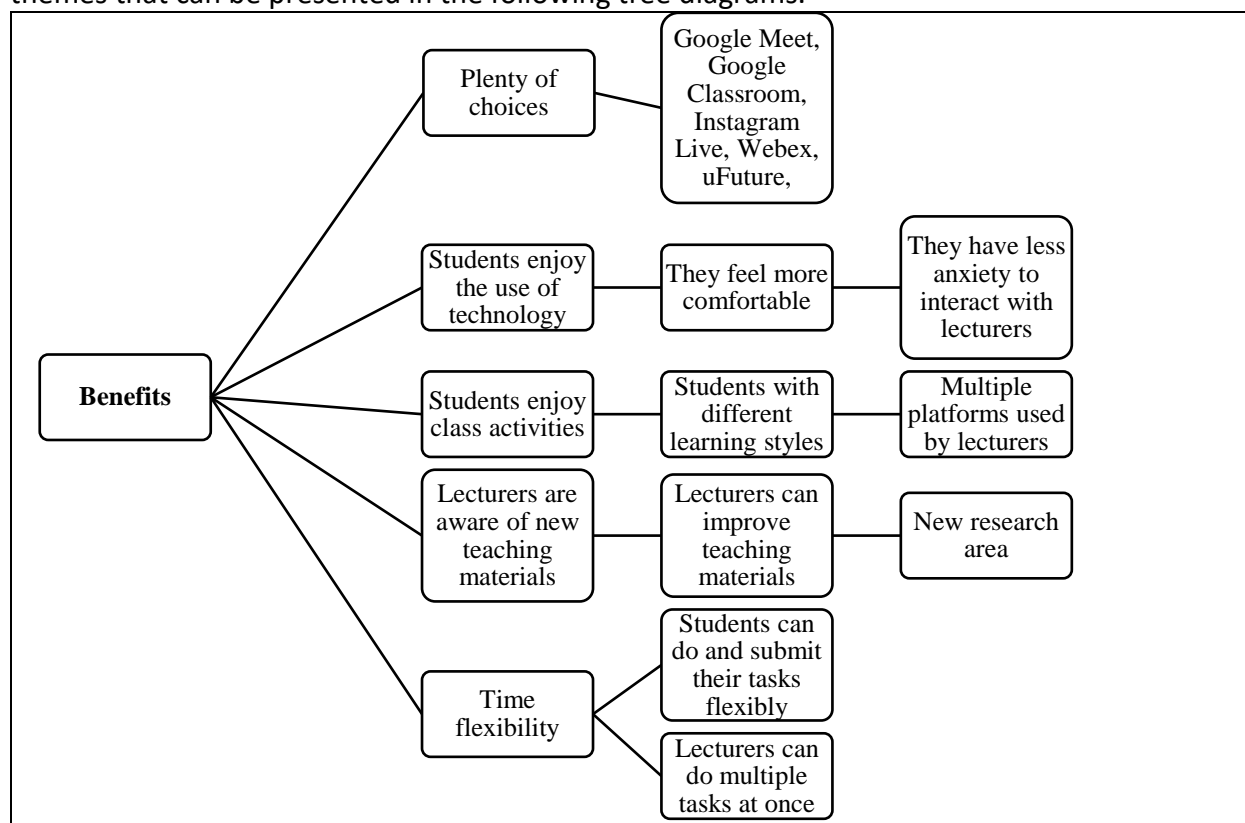 themes that can be presented in the following tree diagrams.
Plenty of
choices
Google Meet,
Google
Classroom,
Instagram
Live, Webex,
uFuture,
Students enjoy
the use of
technology
They feel more
comfortable
They have less
anxiety to
interact with
lecturers
Benefits
Students enjoy
class activities
Students with
different
learning styles
Multiple
platforms used
by lecturers
Lecturers are
aware of new
teaching
materials
Lecturers can
improve
teaching
materials
New research
area
Time
flexibility
Students can
do and submit
their tasks
flexibly
Lecturers can
do multiple
tasks at once